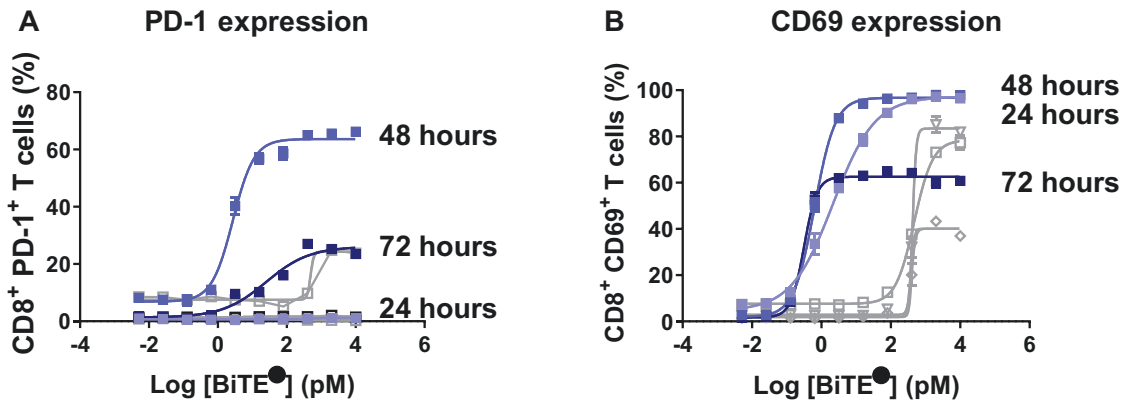 A
PD-1 expression
CD8+ PD-1+ T cells (%)
80
60
40
20
0
-4
-2
0
2
4
6
48 hours
72 hours
24 hours
Log [BiTE●] (pM)
B
CD69 expression
CD8+ CD69+ T cells (%)
100
80
60
40
20
0
-4
-2
0
2
4
6
48 hours
24 hours
72 hours
Log [BiTE●] (pM)